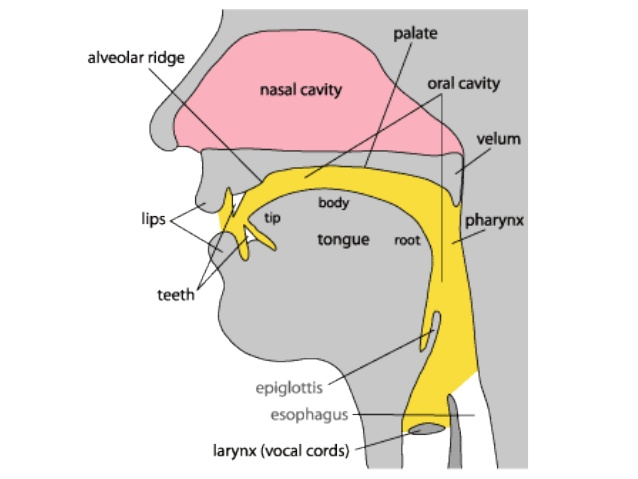 palate
alveolar ridge
oral cavity
nasal cavity
velum
body
lips
tip
pharynx
tongue
root
teeth
epiglottis
esophagus
larynx (vocal cords)